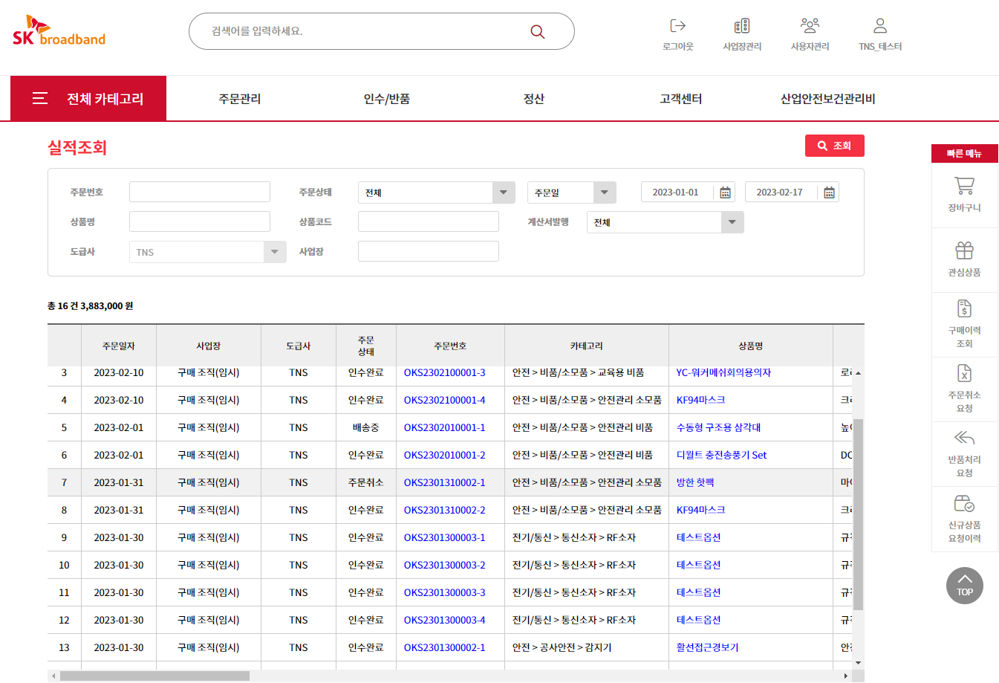 SK broadband
검색어를 입력하세요.
로그아웃
사업장관리
사용자관리
TNS_테스터
전체 카테고리
주문관리
인수/반품
정산
고객센터
산업안전보건관리비
실적조회
조회
주문번호
주문상태 전체
주문일
2023-01-01
2023-02-17
상품명
상품코드
계산서발행 전체
도급사 TNS
사업장
총 16 건 3,883,000 원
주문일자 사업장 도급사 주문 상태 주문번호 카테고리 상품명
3 2023-02-10 구매 조직(임시) TNS 인수완료 OKS2302100001-3 안전 > 비품/소모품 > 교육용 비품 YC-워커메쉬회의용의자
4 2023-02-10 구매 조직(임시) TNS 인수완료 OKS2302100001-4 안전 > 비품/소모품 > 안전관리 소모품 KF94마스크
5 2023-02-01 구매 조직(임시) TNS 배송중 OKS2302010001-1 안전 > 비품/소모품 > 안전관리 비품 수동형 구조용 삼각대
6 2023-02-01 구매 조직(임시) TNS 인수완료 OKS2302010001-2 안전 > 비품/소모품 > 안전관리 비품 디월트 충전송풍기 Set DC
7 2023-01-31 구매 조직(임시) TNS 주문취소 OKS2301310002-1 안전 > 비품/소모품 > 안전관리 소모품 방한 핫팩
8 2023-01-31 구매 조직(임시) TNS 인수완료 OKS2301310002-2 안전 > 비품/소모품 > 안전관리 소모품 KF94마스크
9 2023-01-30 구매 조직(임시) TNS 인수완료 OKS2301300003-1 전기/통신 > 통신소자 > RF소자 테스트옵션
10 2023-01-30 구매 조직(임시) TNS 인수완료 OKS2301300003-2 전기/통신 > 통신소자 > RF소자 테스트옵션
11 2023-01-30 구매 조직(임시) TNS 인수완료 OKS2301300003-3 전기/통신 > 통신소자 > RF소자 테스트옵션
12 2023-01-30 구매 조직(임시) TNS 인수완료 OKS2301300003-4 전기/통신 > 통신소자 > RF소자 테스트옵션
13 2023-01-30 구매 조직(임시) TNS 인수완료 OKS2301300002-1 안전 > 공사안전 > 감지기 활선접근경보기
빠른 메뉴
장바구니
관심상품
구매이력
조회
주문취소
요청
반품처리
요청
신규상품
요청이력
TOP